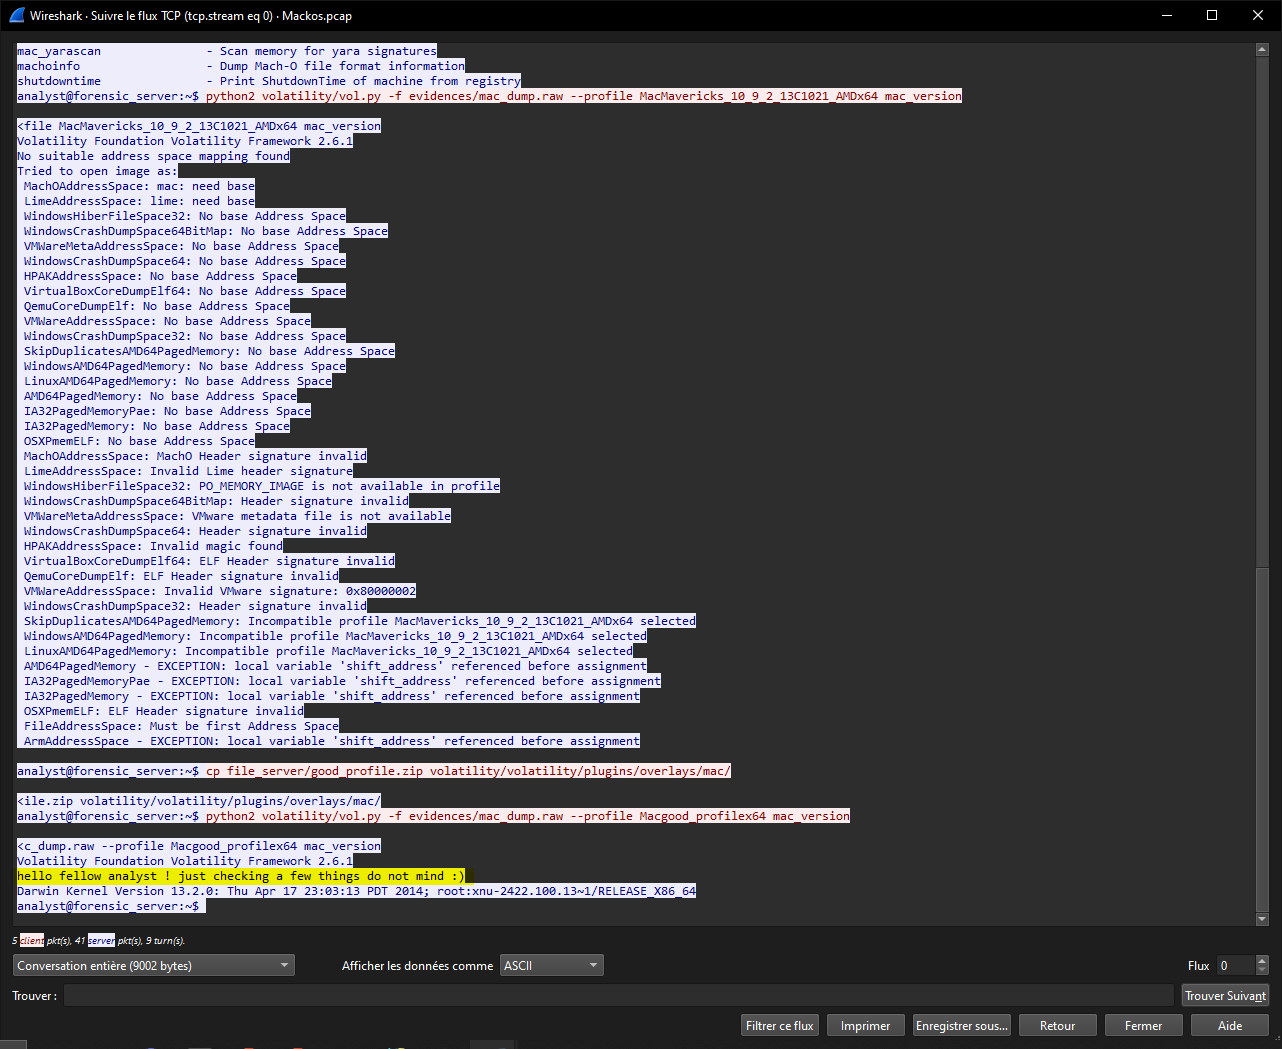 Wireshark · Suivre le flux TCP (tcp.stream eq 0) · Mackos.pcap
mac_yarascan - Scan memory for yara signatures
machoinfo - Dump Mach-O file format information
shutdowntime - Print ShutdownTime of machine from registry
analyst@forensic_server:~$ python2 volatility/vol.py -f evidences/mac_dump.raw --profile MacMavericks_10_9_2_13C1021_AMDx64 mac_version
<file MacMavericks_10_9_2_13C1021_AMDx64 mac_version
Volatility Foundation Volatility Framework 2.6.1
No suitable address space mapping found
Tried to open image as:
MachOAddressSpace: mac: need base
LimeAddressSpace: lime: need base
WindowsHiberFileSpace32: No base Address Space
WindowsCrashDumpSpace64BitMap: No base Address Space
VMWareMetaAddressSpace: No base Address Space
WindowsCrashDumpSpace64: No base Address Space
HPAKAddressSpace: No base Address Space
VirtualBoxCoreDumpElf64: No base Address Space
QemuCoreDumpElf: No base Address Space
VMWareAddressSpace: No base Address Space
WindowsCrashDumpSpace32: No base Address Space
SkipDuplicatesAMD64PagedMemory: No base Address Space
WindowsAMD64PagedMemory: No base Address Space
LinuxAMD64PagedMemory: No base Address Space
AMD64PagedMemory: No base Address Space
IA32PagedMemoryPae: No base Address Space
IA32PagedMemory: No base Address Space
OSXPmemELF: No base Address Space
MachOAddressSpace: MachO Header signature invalid
LimeAddressSpace: Invalid Lime header signature
WindowsHiberFileSpace32: PO_MEMORY_IMAGE is not available in profile
WindowsCrashDumpSpace64BitMap: Header signature invalid
VMWareMetaAddressSpace: VMware metadata file is not available
WindowsCrashDumpSpace64: Header signature invalid
HPAKAddressSpace: Invalid magic found
VirtualBoxCoreDumpElf64: ELF Header signature invalid
QemuCoreDumpElf: ELF Header signature invalid
VMWareAddressSpace: Invalid VMware signature: 0x80000002
WindowsCrashDumpSpace32: Header signature invalid
SkipDuplicatesAMD64PagedMemory: Incompatible profile MacMavericks_10_9_2_13C1021_AMDx64 selected
WindowsAMD64PagedMemory: Incompatible profile MacMavericks_10_9_2_13C1021_AMDx64 selected
LinuxAMD64PagedMemory: Incompatible profile MacMavericks_10_9_2_13C1021_AMDx64 selected
AMD64PagedMemory - EXCEPTION: local variable 'shift_address' referenced before assignment
IA32PagedMemoryPae - EXCEPTION: local variable 'shift_address' referenced before assignment
IA32PagedMemory - EXCEPTION: local variable 'shift_address' referenced before assignment
OSXPmemELF: ELF Header signature invalid
FileAddressSpace: Must be first Address Space
ArmAddressSpace - EXCEPTION: local variable 'shift_address' referenced before assignment
analyst@forensic_server:~$ cp file_server/good_profile.zip volatility/volatility/plugins/overlays/mac/
<ile.zip volatility/volatility/plugins/overlays/mac/
analyst@forensic_server:~$ python2 volatility/vol.py -f evidences/mac_dump.raw --profile Macgood_profilex64 mac_version
<c_dump.raw --profile Macgood_profilex64 mac_version
Volatility Foundation Volatility Framework 2.6.1
hello fellow analyst ! just checking a few things do not mind :)
Darwin Kernel Version 13.2.0: Thu Apr 17 23:03:13 PDT 2014; root:xnu-2422.100.13~1/RELEASE_X86_64
analyst@forensic_server:~$
5 client pkt(s), 41 server pkt(s), 9 turn(s).
Conversation entière (9002 bytes) Afficher les données comme ASCII Flux 0
Trouver : Trouver Suivant
Filtrer ce flux Imprimer Enregistrer sous... Retour Fermer Aide